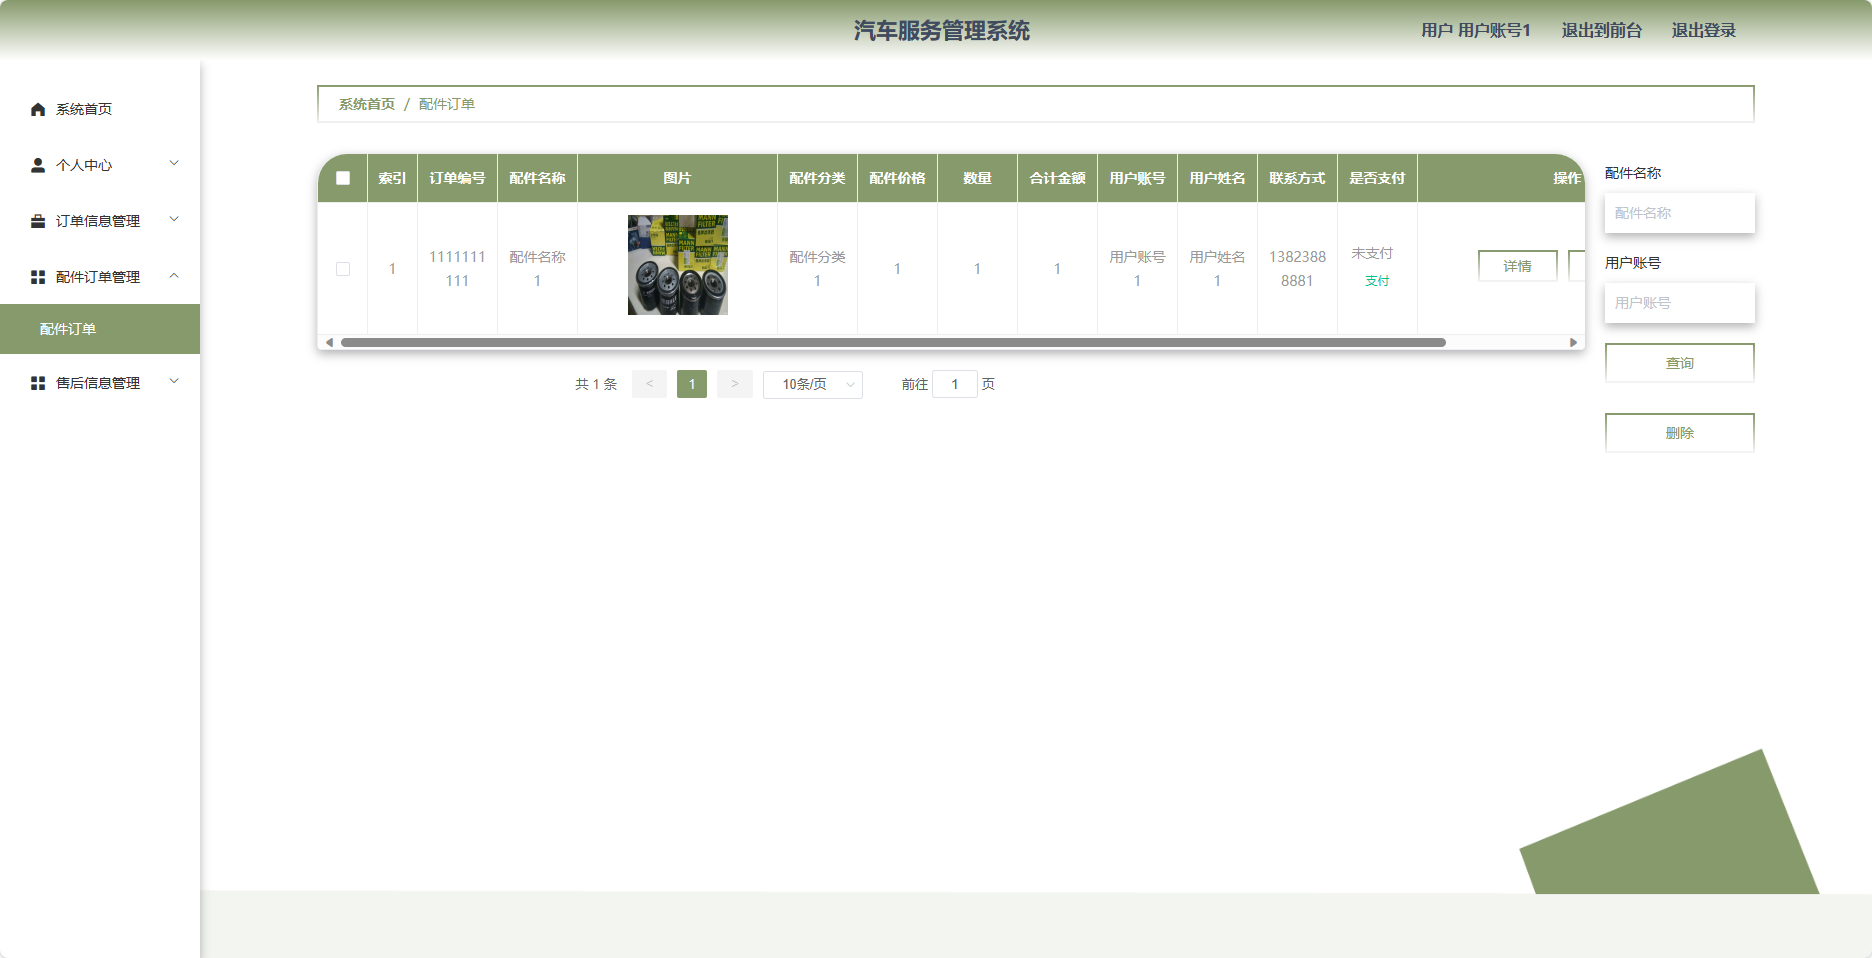 汽车服务管理系统
用户 用户账号1 退出到前台 退出登录
系统首页
个人中心
订单信息管理
配件订单管理
配件订单
售后信息管理
系统首页 / 配件订单
索引 订单编号 配件名称 图片 配件分类 配件价格 数量 合计金额 用户账号 用户姓名 联系方式 是否支付 操作
1 1111111 配件名称 配件分类 1 1 1 用户账号 用户姓名 1382388 未支付 详情
111 1 1 1 1 8881 支付
MANN
FILTER
共 1 条 < 1 > 10条/页 前往 1 页
配件名称
配件名称
用户账号
用户账号
查询
删除